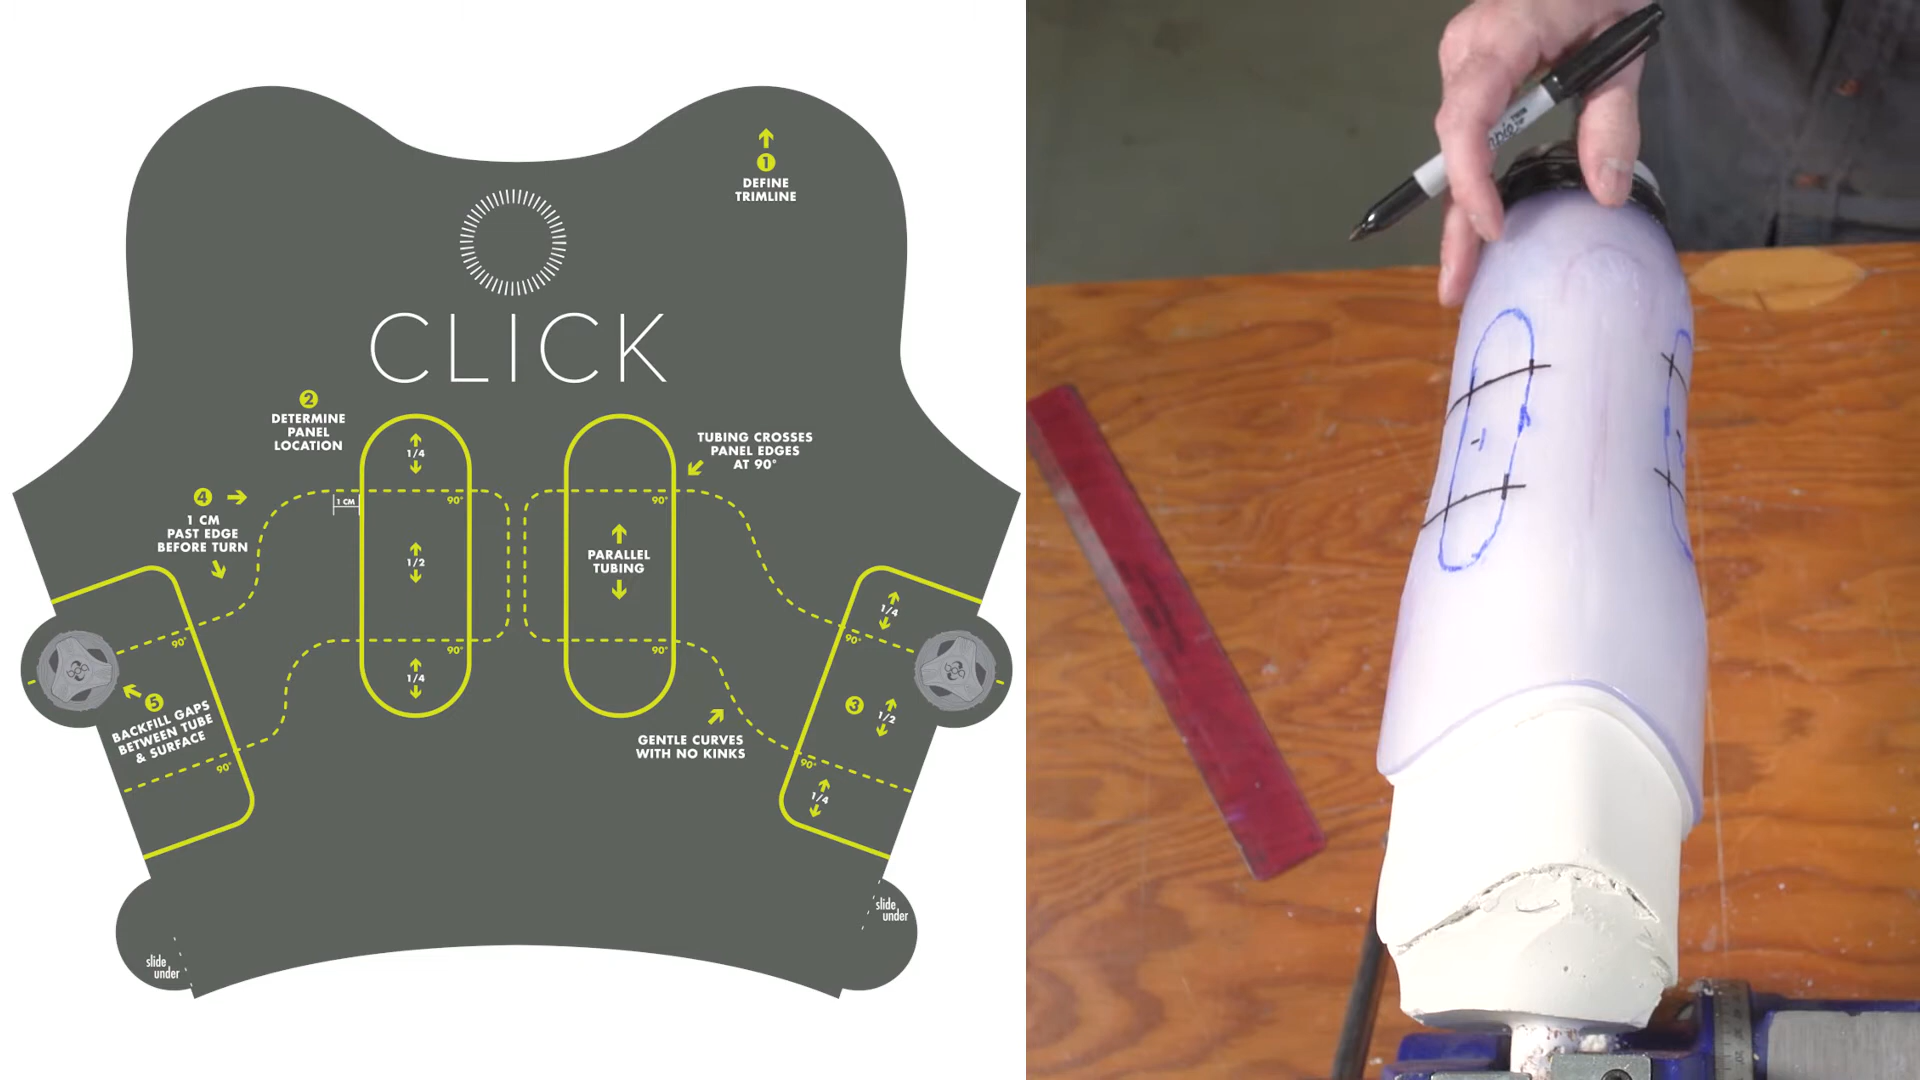 1
DEFINE
TRIMLINE
CLICK
2
DETERMINE
PANEL
LOCATION
1/4
TUBING CROSSES
PANEL EDGES
AT 90°
4
1 CM
PAST EDGE
BEFORE TURN
1 CM
90°
90°
1/2
PARALLEL
TUBING
1/4
90°
90°
90°
1/4
90°
3
1/2
5
BACKFILL GAPS
BETWEEN TUBE
& SURFACE
GENTLE CURVES
WITH NO KINKS
90°
90°
1/4
slide
under
slide
under